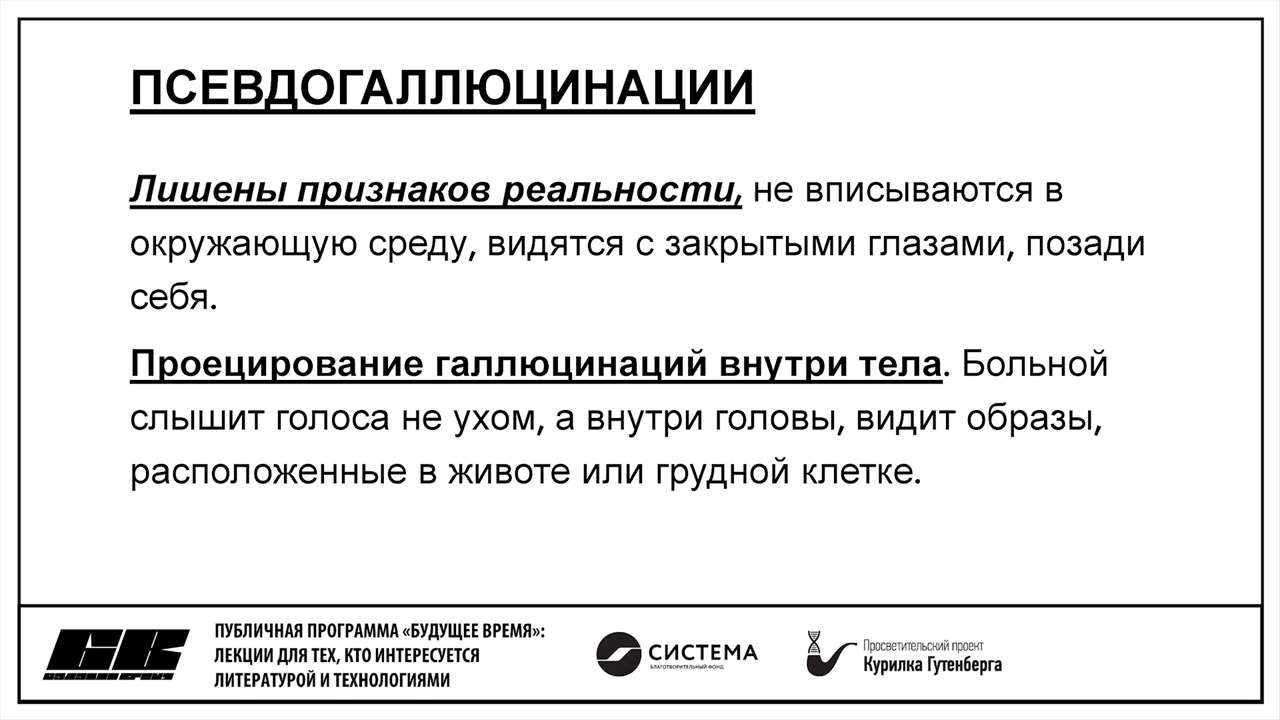 ПСЕВДОГАЛЛЮЦИНАЦИИ
Лишены признаков реальности, не вписываются в
окружающую среду, видятся с закрытыми глазами, позади
себя.
Проецирование галлюцинаций внутри тела. Больной
слышит голоса не ухом, а внутри головы, видит образы,
расположенные в животе или грудной клетке.
БВ
ПУБЛИЧНАЯ ПРОГРАММА «БУДУЩЕЕ ВРЕМЯ»:
ЛЕКЦИИ ДЛЯ ТЕХ, КТО ИНТЕРЕСУЕТСЯ
ЛИТЕРАТУРОЙ И ТЕХНОЛОГИЯМИ
СИСТЕМА
БЛАГОТВОРИТЕЛЬНЫЙ ФОНД
Просветительский проект
Курилка Гутенберга